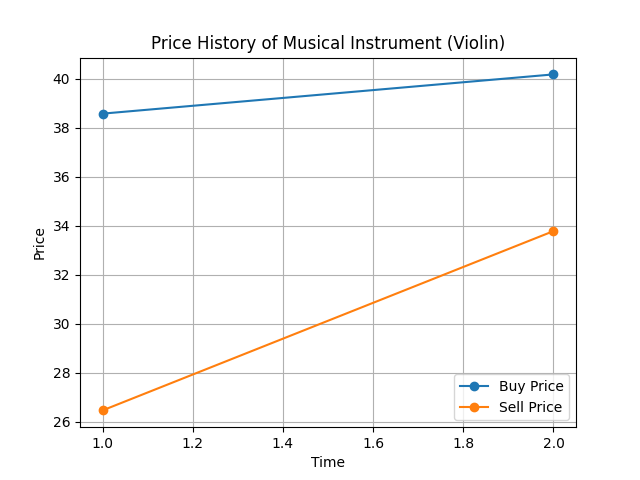 Price History of Musical Instrument (Violin)
Price
40
38
36
34
32
30
28
26
1.0 1.2 1.4 1.6 1.8 2.0
Time
Buy Price
Sell Price